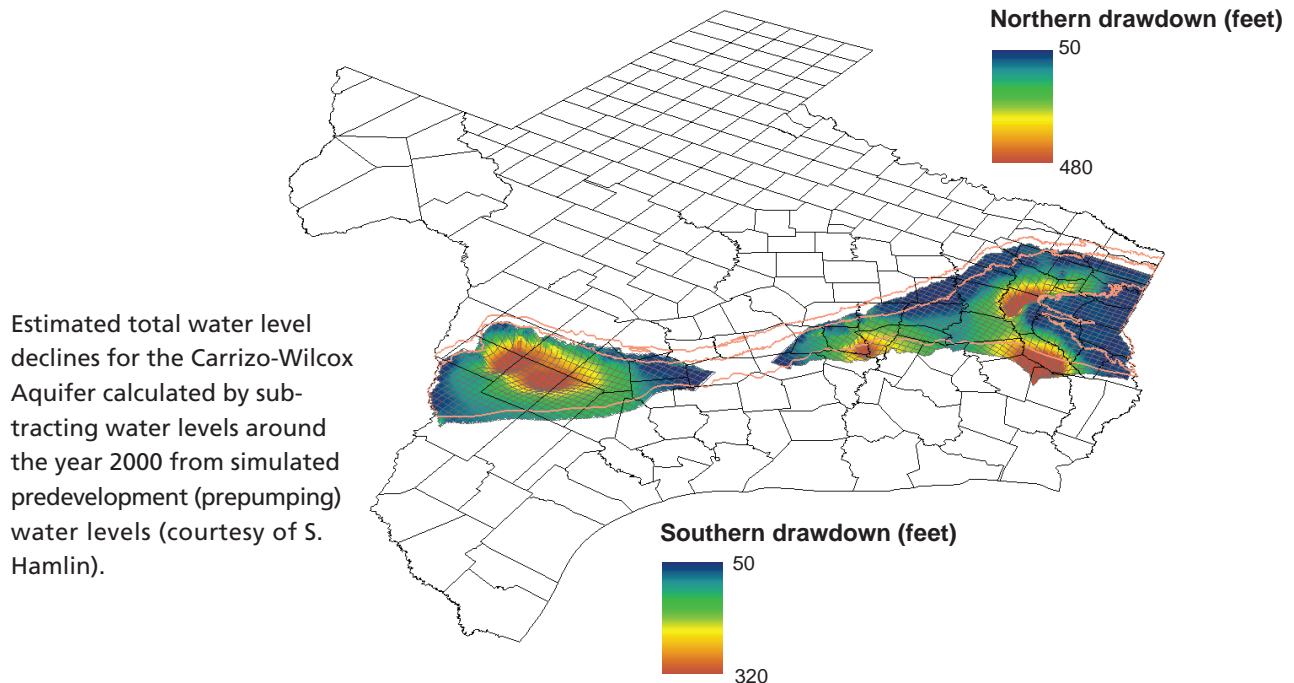 Northern drawdown (feet)
50
480
Estimated total water level
declines for the Carrizo-Wilcox
Aquifer calculated by sub-
tracting water levels around
the year 2000 from simulated
predevelopment (prepumping)
water levels (courtesy of S.
Hamlin).
Southern drawdown (feet)
50
320